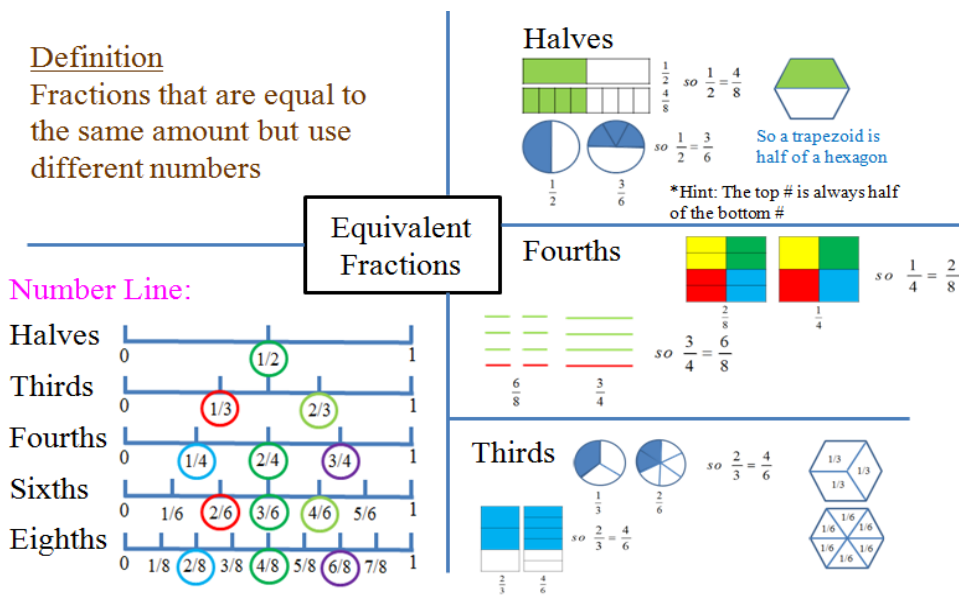 Definition
Fractions that are equal to
the same amount but use
different numbers
Equivalent
Fractions
Halves
1/2
so 1/2 = 4/8
4/8
so 1/2 = 3/6
1/2
3/6
So a trapezoid is
half of a hexagon
*Hint: The top # is always half
of the bottom #
Fourths
2/8
1/4
so 1/4 = 2/8
6/8
3/4
so 3/4 = 6/8
Thirds
1/3
2/6
so 2/3 = 4/6
1/3
1/3
1/3
2/3
4/6
so 2/3 = 4/6
1/6
1/6 1/6
1/6 1/6
1/6
Number Line:
Halves
0 1/2 1
Thirds
0 1/3 2/3 1
Fourths
0 1/4 2/4 3/4 1
Sixths
0 1/6 2/6 3/6 4/6 5/6 1
Eighths
0 1/8 2/8 3/8 4/8 5/8 6/8 7/8 1